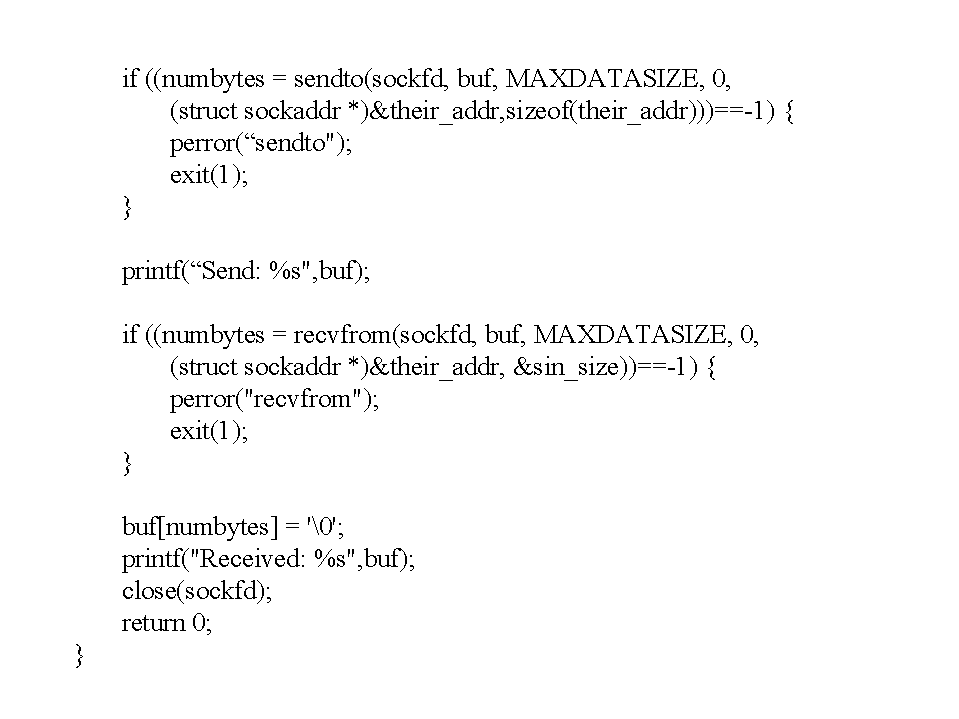 if ((numbytes = sendto(sockfd, buf, MAXDATASIZE, 0,
(struct sockaddr *)&their_addr,sizeof(their_addr)))==-1) {
perror(“sendto");
exit(1);
}
printf(“Send: %s",buf);
if ((numbytes = recvfrom(sockfd, buf, MAXDATASIZE, 0,
(struct sockaddr *)&their_addr, &sin_size))==-1) {
perror("recvfrom");
exit(1);
}
buf[numbytes] = '\0';
printf("Received: %s",buf);
close(sockfd);
return 0;
}